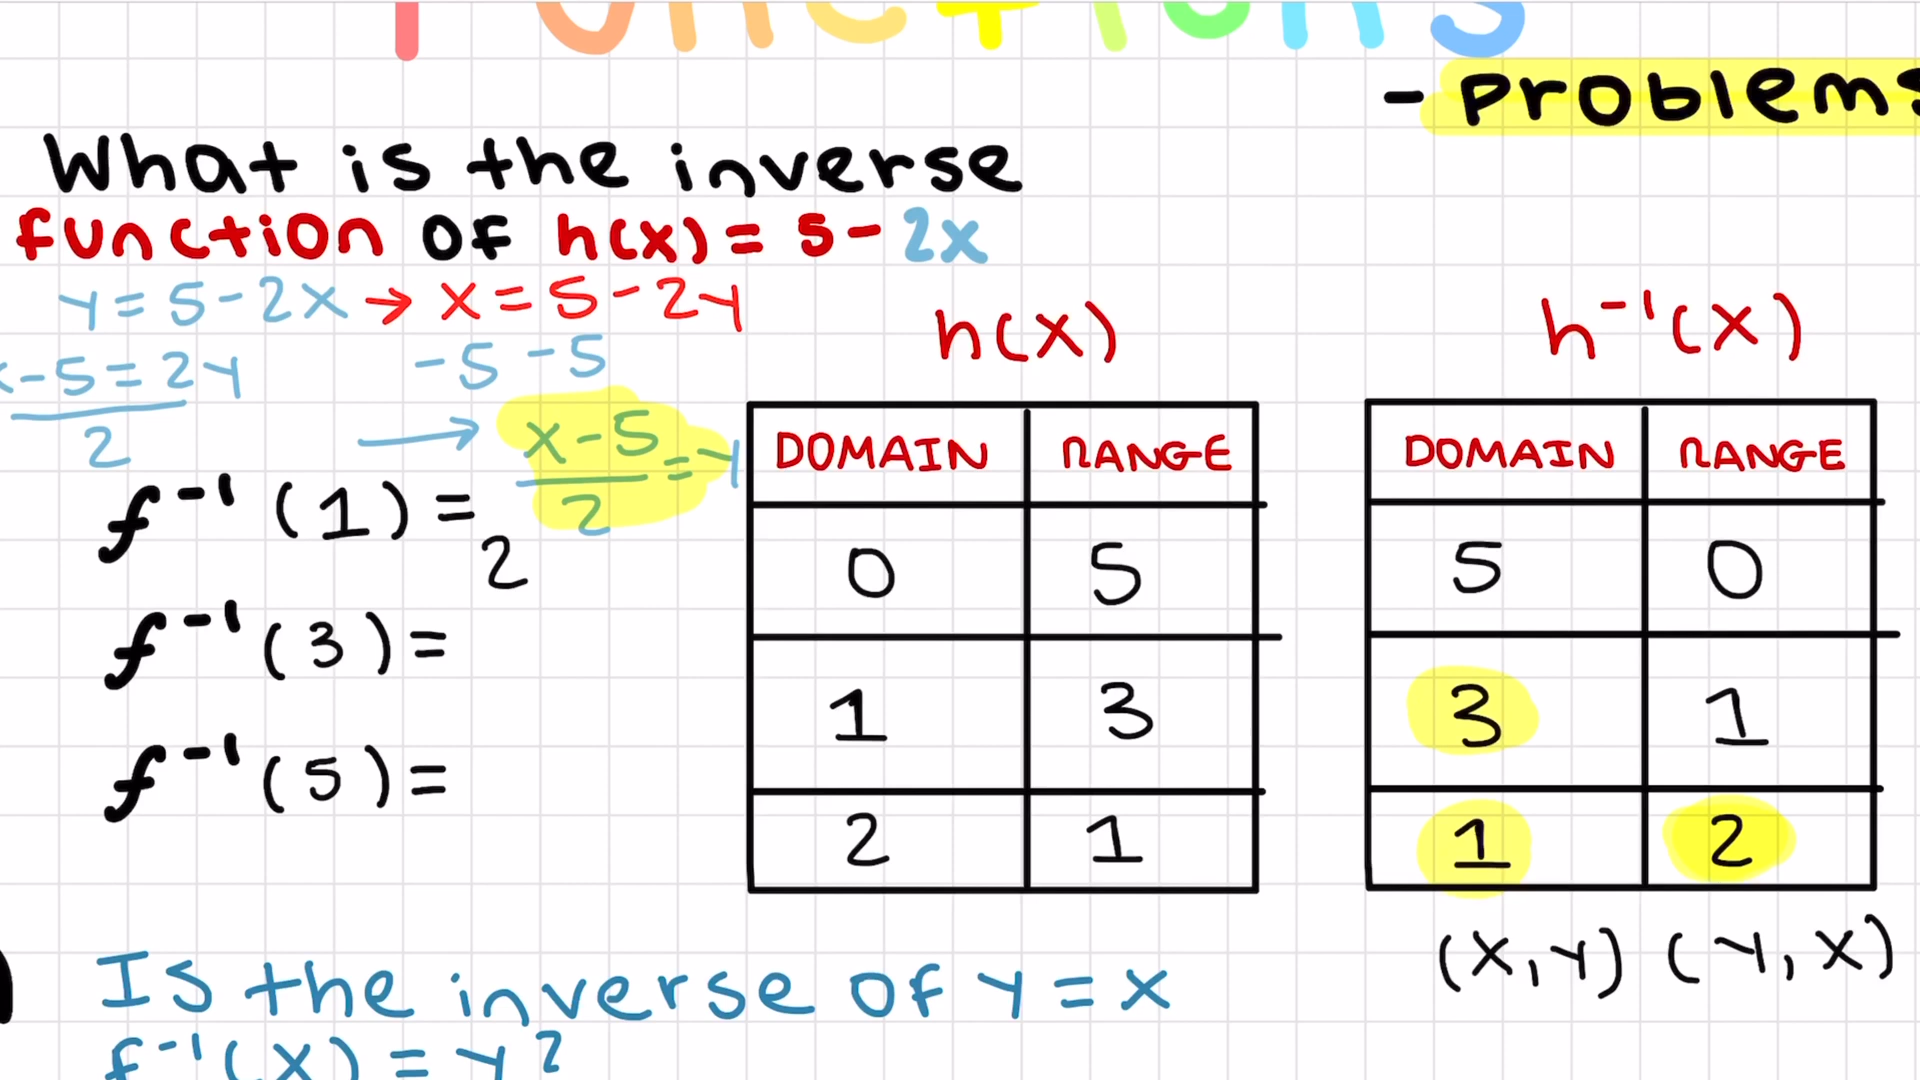 Functions
- Problems
What is the inverse
function of h(x) = 5 - 2x
y = 5 - 2x → x = 5 - 2y
-5 -5
x - 5 = 2y
2
→ x - 5 = y
2
f⁻¹(1) = 2
f⁻¹(3) =
f⁻¹(5) =
h(x)
DOMAIN RANGE
0 5
1 3
2 1
h⁻¹(x)
DOMAIN RANGE
5 0
3 1
1 2
(x, y) (y, x)
Is the inverse of y = x
f⁻¹(x) = y?